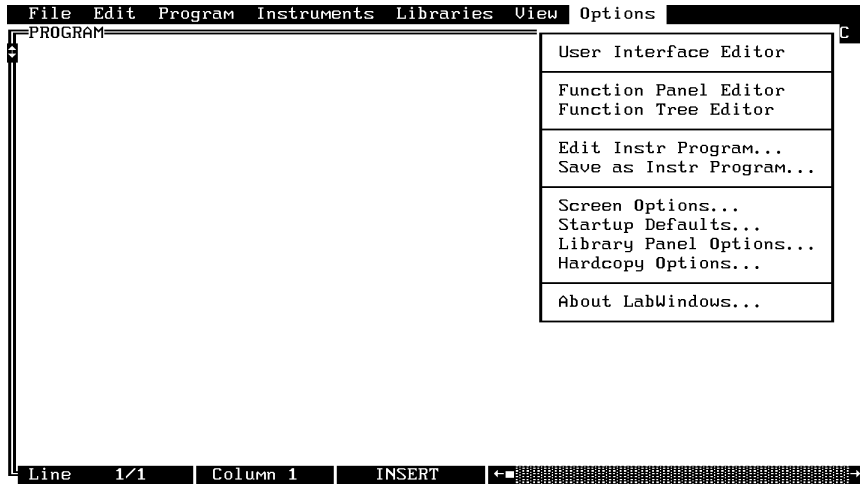 File Edit Program Instruments Libraries View Options
PROGRAM
C
User Interface Editor
Function Panel Editor
Function Tree Editor
Edit Instr Program...
Save as Instr Program...
Screen Options...
Startup Defaults...
Library Panel Options...
Hardcopy Options...
About LabWindows...
Line 1/1 Column 1 INSERT